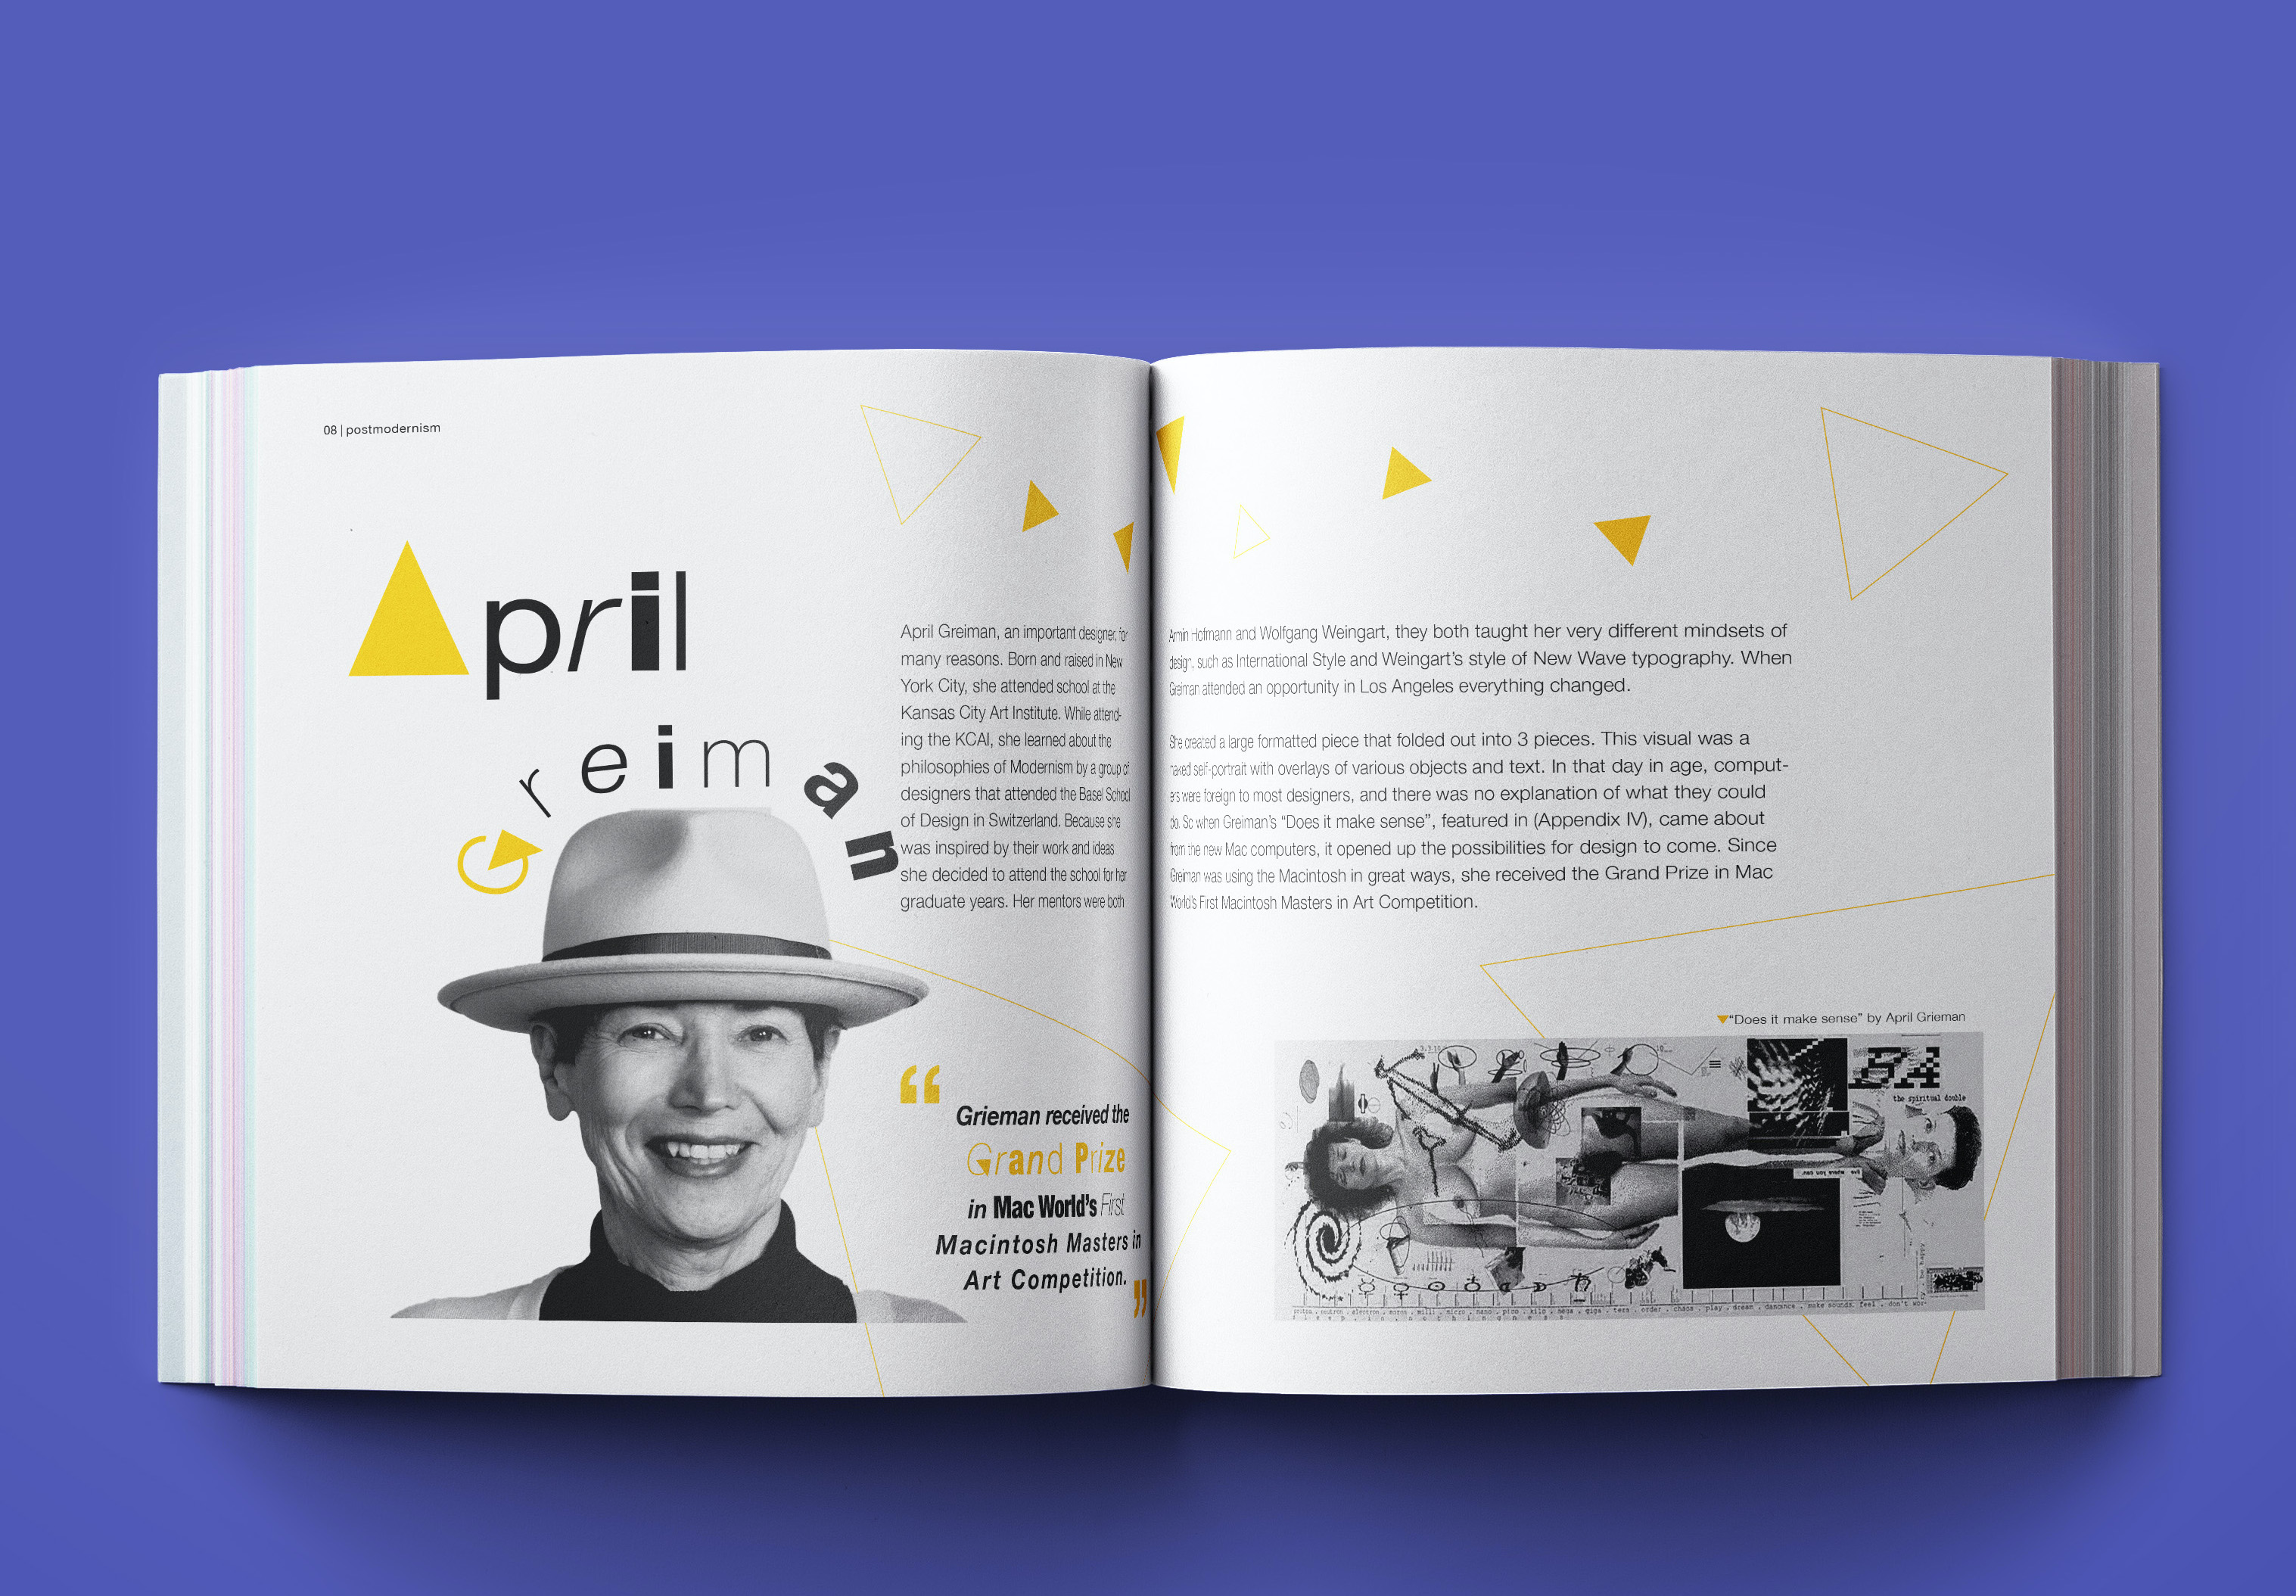 08 | postmodernism
April
Greiman
April Greiman, an important designer, for
many reasons. Born and raised in New
York City, she attended school at the
Kansas City Art Institute. While attend-
ing the KCAI, she learned about the
philosophies of Modernism by a group of
designers that attended the Basel School
of Design in Switzerland. Because she
was inspired by their work and ideas
she decided to attend the school for her
graduate years. Her mentors were both
“
Grieman received the
Grand Prize
in Mac World’s First
Macintosh Masters in
Art Competition.
”
Armin Hofmann and Wolfgang Weingart, they both taught her very different mindsets of
design, such as International Style and Weingart’s style of New Wave typography. When
Greiman attended an opportunity in Los Angeles everything changed.
She created a large formatted piece that folded out into 3 pieces. This visual was a
naked self-portrait with overlays of various objects and text. In that day in age, comput-
ers were foreign to most designers, and there was no explanation of what they could
do. So when Greiman’s “Does it make sense”, featured in (Appendix IV), came about
from the new Mac computers, it opened up the possibilities for design to come. Since
Greiman was using the Macintosh in great ways, she received the Grand Prize in Mac
World’s First Macintosh Masters in Art Competition.
“Does it make sense” by April Grieman
the spiritual double
order . chaos . play . dream . dance . make sounds. feel . don't wor-